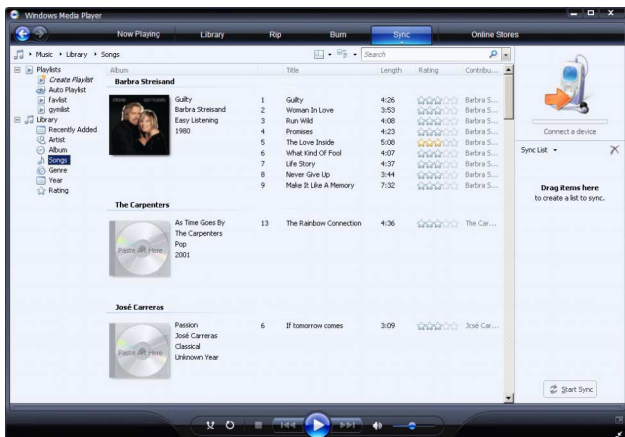 Windows Media Player
Now Playing Library Rip Burn Sync Online Stores
Music Library Songs Search
Playlists
Create Playlist
Auto Playlist
favlist
gymlist
Library
Recently Added
Artist
Album
Songs
Genre
Year
Rating
Album Title Length Rating Contribu...
Barbra Streisand
Guilty
Barbra Streisand
Easy Listening
1980
1 Guilty 4:26 Barbra S...
2 Woman In Love 3:53 Barbra S...
3 Run Wild 4:08 Barbra S...
4 Promises 4:23 Barbra S...
5 The Love Inside 5:08 Barbra S...
6 What Kind Of Fool 4:07 Barbra S...
7 Life Story 4:37 Barbra S...
8 Never Give Up 3:44 Barbra S...
9 Make It Like A Memory 7:32 Barbra S...
The Carpenters
Paste Art Here
As Time Goes By
The Carpenters
Pop
2001
13 The Rainbow Connection 4:36 The Car...
José Carreras
Paste Art Here
Passion
José Carreras
Classical
Unknown Year
6 If tomorrow comes 3:09 José Car...
Connect a device
Sync List
Drag items here
to create a list to sync.
Start Sync